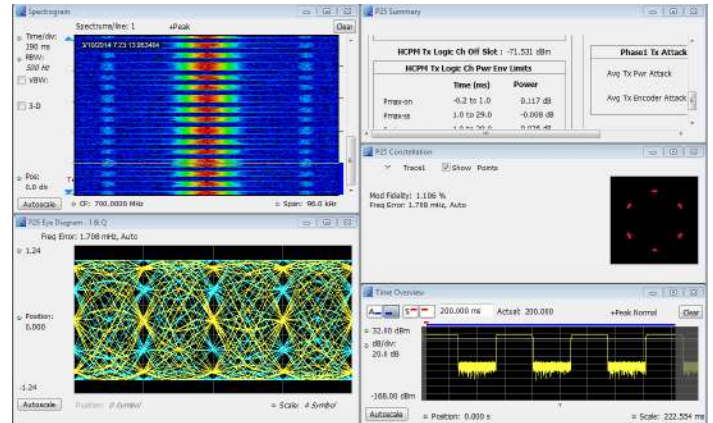 Spectrogram
Spectrums/line: 1
+Peak
Clear
Time/div:
190 ms
RBW:
500 Hz
VBW:
3-D
Pos:
0.0 div
Autoscale
CF: 700.0000 MHz
Span: 96.0 kHz
P25 Summary
HCPM Tx Logic Ch Off Slot : -71.531 dBm
HCPM Tx Logic Ch Pwr Env Limits
Time (ms) Power
Pmax-on -0.2 to 1.0 0.117 dB
Pmax-ss 1.0 to 29.0 -0.008 dB
Phase1 Tx Attack
Avg Tx Pwr Attack
Avg Tx Encoder Attack
P25 Constellation
Trace1 Show Points
Mod Fidelity: 1.106 %
Freq Error: 1.708 mHz, Auto
P25 Eye Diagram - I&Q
Freq Error: 1.708 mHz, Auto
1.24
Position:
0.000
-1.24
Autoscale
Position: 0 Symbol
Scale: 4 Symbol
Time Overview
200.000 ms Actual: 200.000
+Peak Normal
Clear
32.00 dBm
dB/div:
20.0 dB
-168.00 dBm
Autoscale
Position: 0.000 s
Scale: 222.554 ms